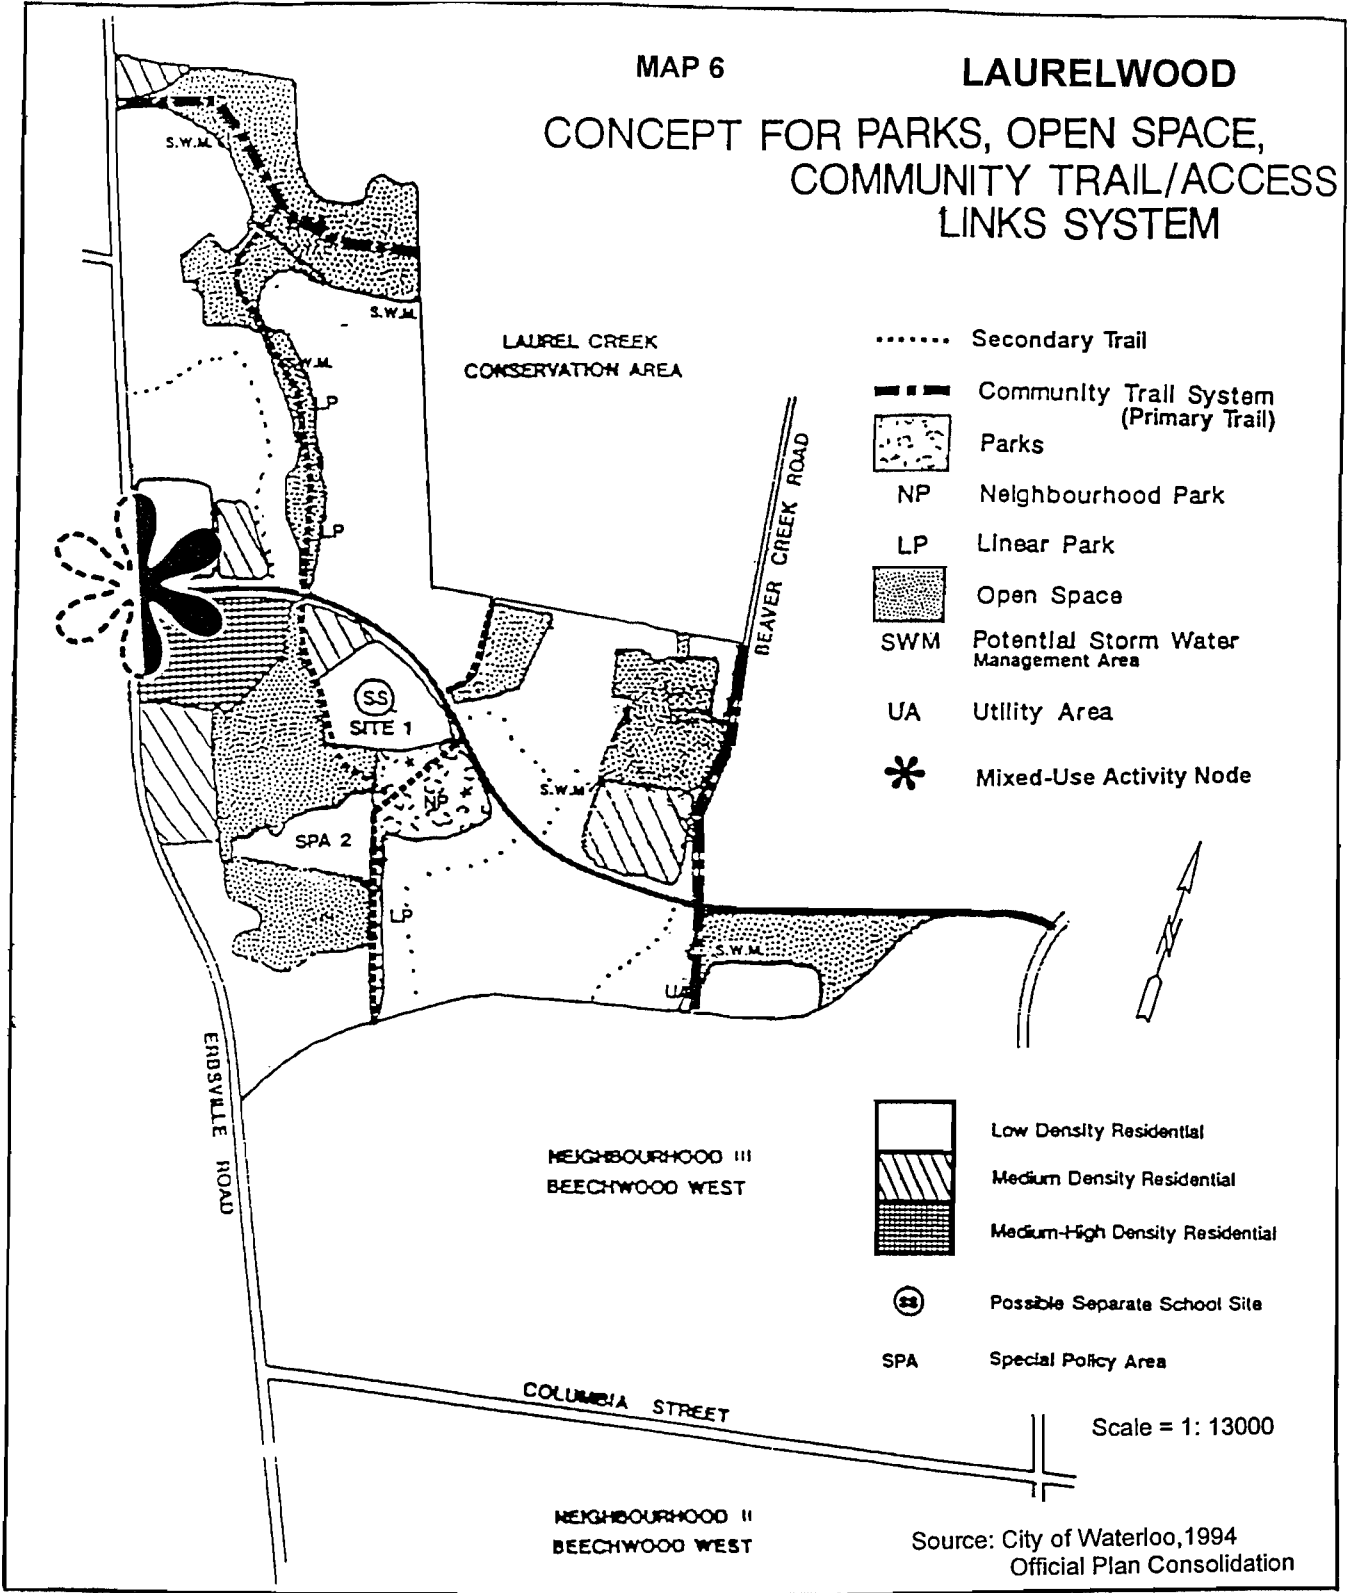 MAP 6
LAURELWOOD
CONCEPT FOR PARKS, OPEN SPACE,
COMMUNITY TRAIL/ACCESS
LINKS SYSTEM
S.W.M.
S.W.M.
LAUREL CREEK
CONSERVATION AREA
W.M.
LP
LP
BEAVER CREEK ROAD
Secondary Trail
Community Trail System
(Primary Trail)
Parks
NP Neighbourhood Park
LP Linear Park
Open Space
SWM Potential Storm Water
Management Area
UA Utility Area
Mixed-Use Activity Node
SS
SITE 1
NP
S.W.M
SPA 2
LP
S.W.M.
UA
N
ERBSVILLE ROAD
NEIGHBOURHOOD III
BEECHWOOD WEST
Low Density Residential
Medium Density Residential
Medium-High Density Residential
SS Possible Separate School Site
SPA Special Policy Area
COLUMBIA STREET
Scale = 1: 13000
NEIGHBOURHOOD II
BEECHWOOD WEST
Source: City of Waterloo,1994
Official Plan Consolidation